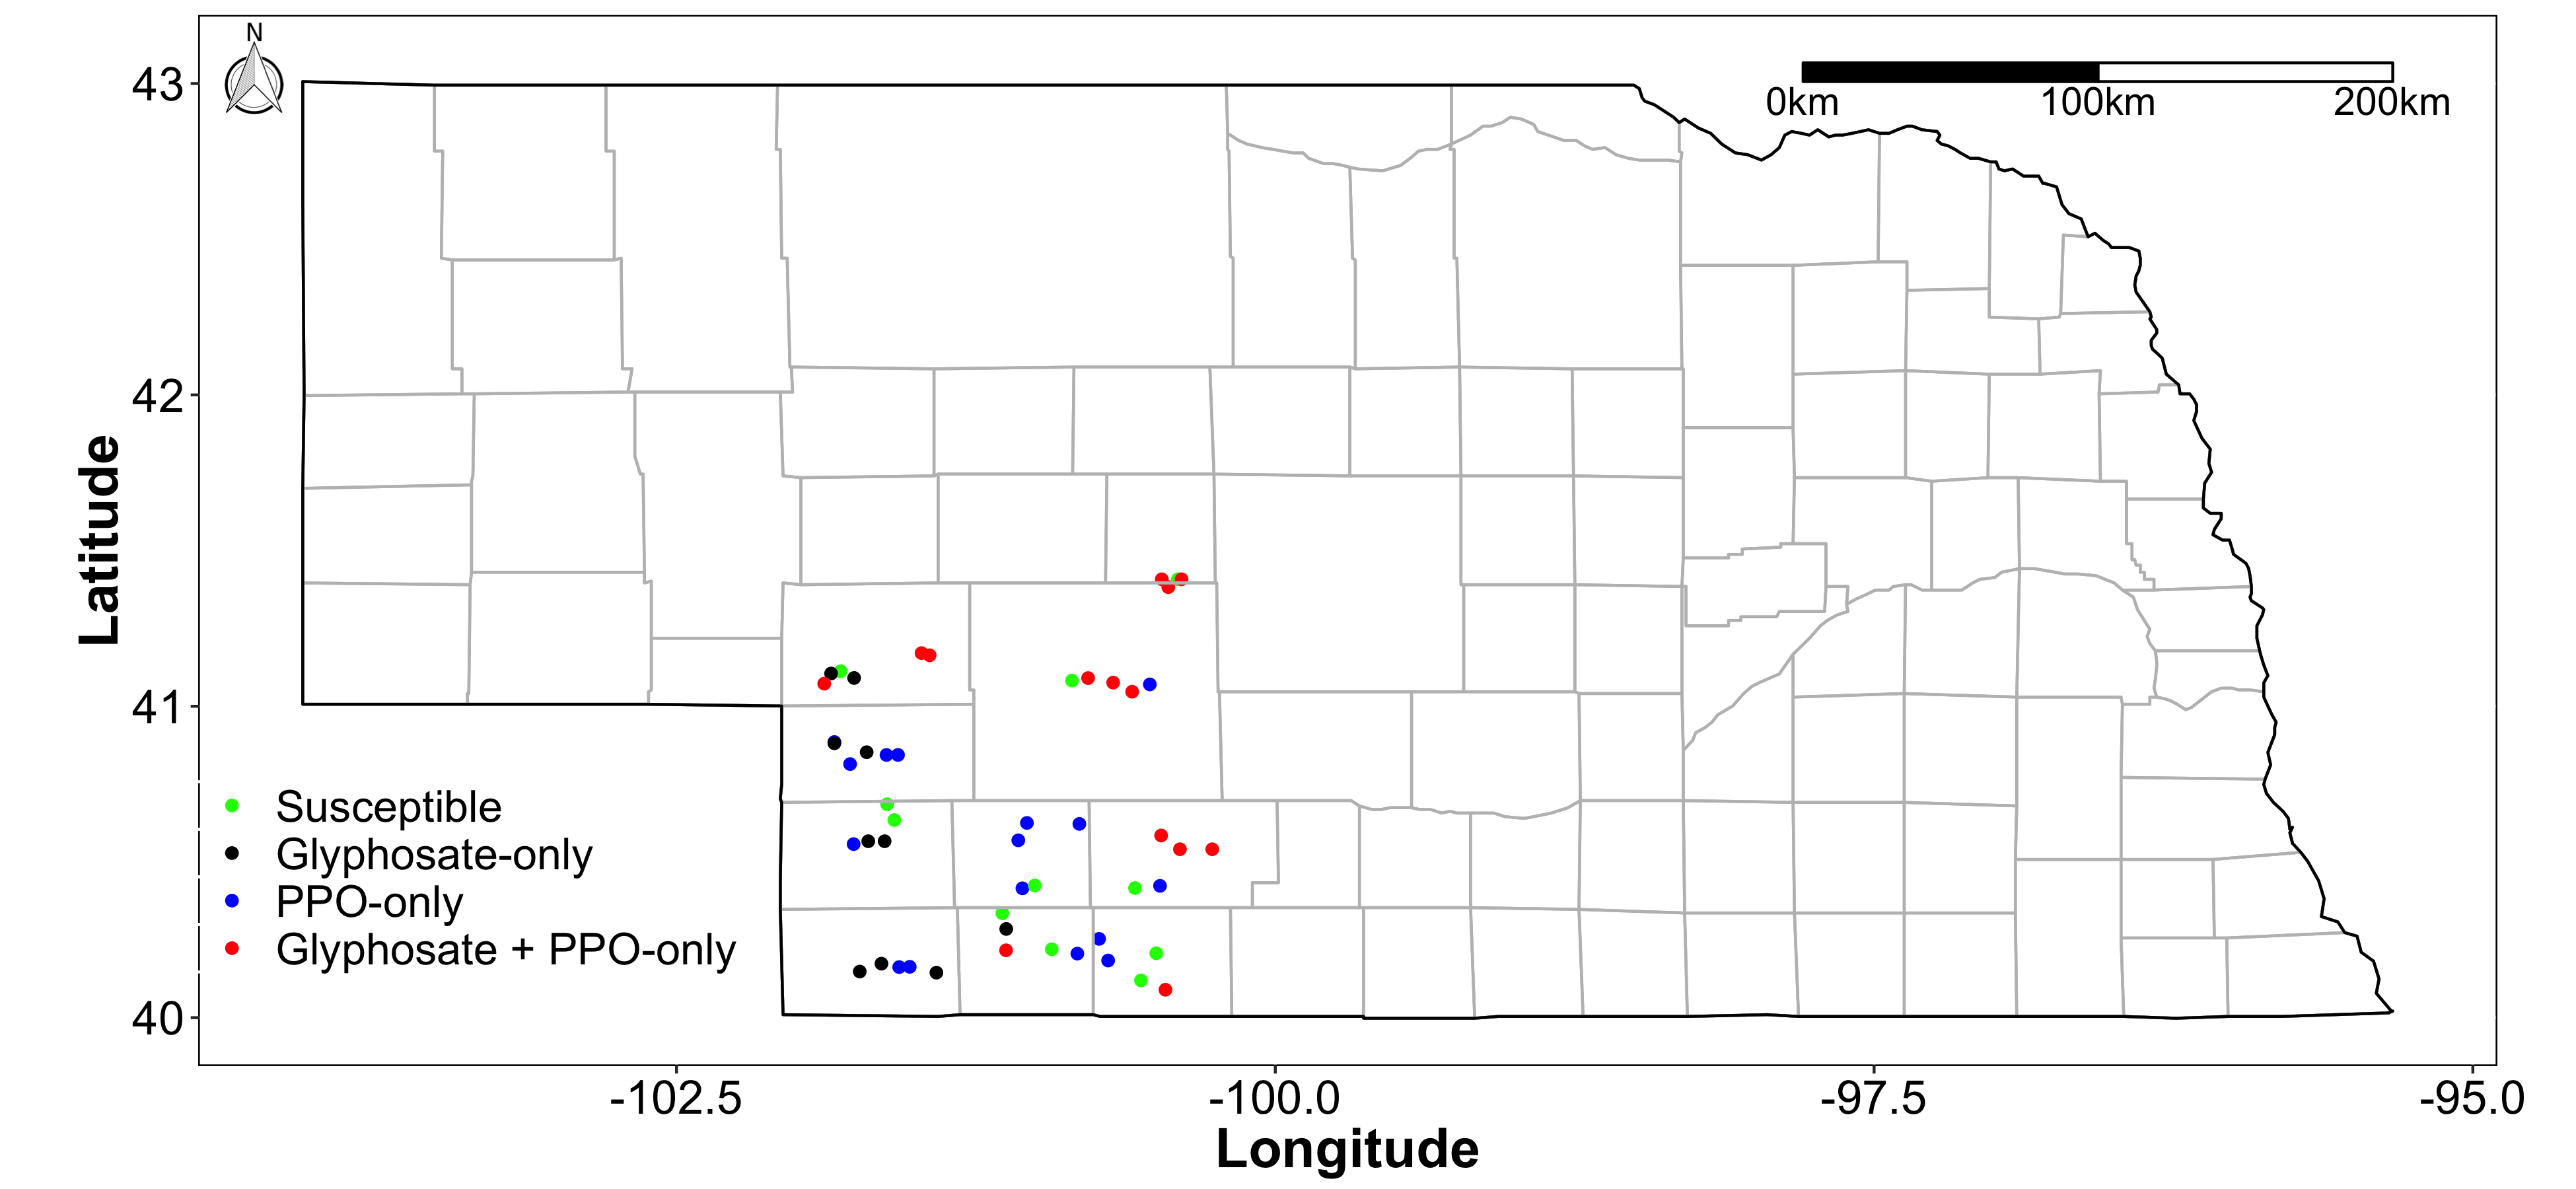 N
0km 100km 200km
43
42
41
40
Latitude
Susceptible
Glyphosate-only
PPO-only
Glyphosate + PPO-only
-102.5 -100.0 -97.5 -95.0
Longitude